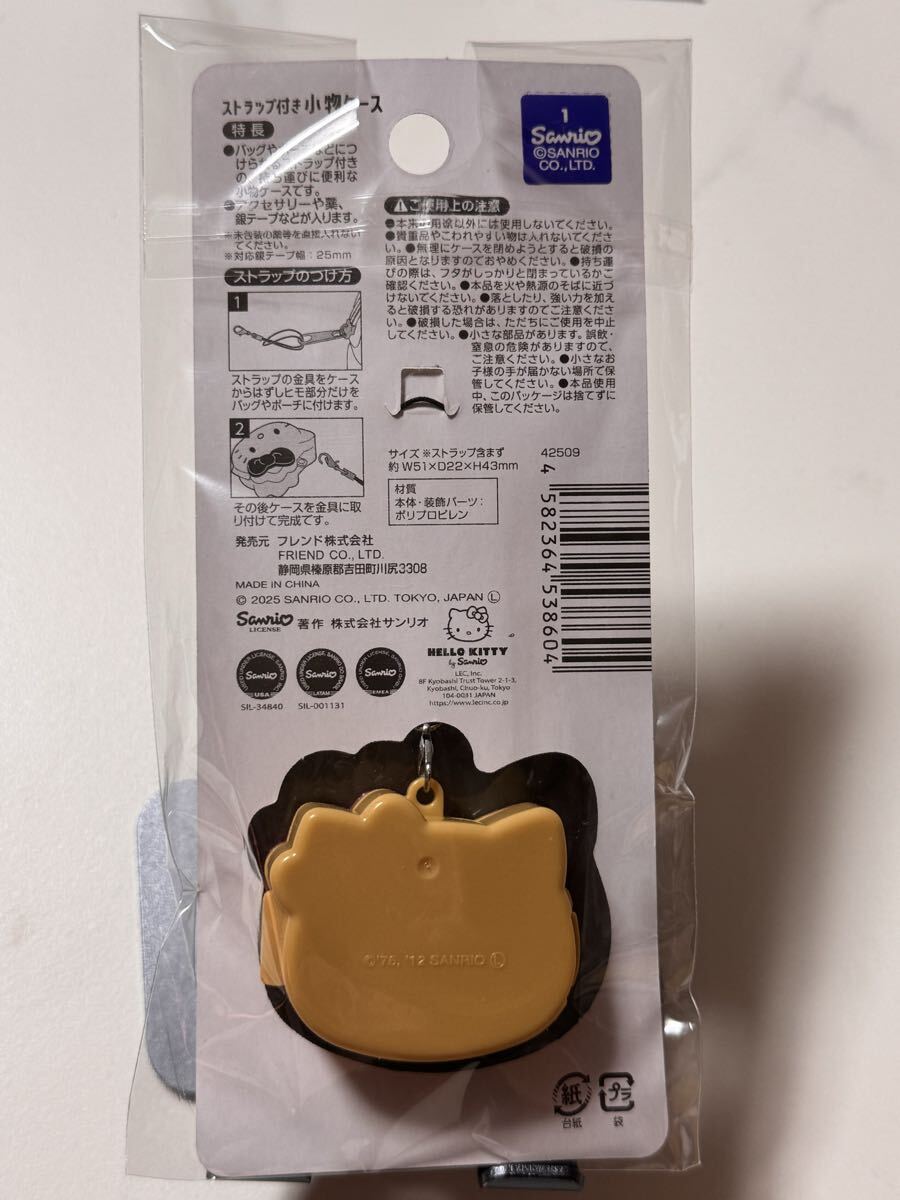 ストラップ付き小物ケース
特長
●バッグや
けら ストラップ付き
の、持ち運びに便利な
小物ケースです。
●アクセサリーや薬、
銀テープなどが入ります。
※未包装の薬等を直接入れない
でください。
※対応銀テープ幅：25mm
ストラップのつけ方
1
ストラップの金具をケース
からはずしヒモ部分だけを
バッグやポーチに付けます。
2
その後ケースを金具に取
り付けて完成です。
1
Sanrio
©SANRIO
CO.,LTD.
⚠ご使用上の注意
●本来の用途以外には使用しないでください。
●貴重品やこわれやすい物は入れないでくださ
い。●無理にケースを閉めようとすると破損の
原因となりますのでおやめください。●持ち運
びの際は、フタがしっかりと閉まっているかご
確認ください。●本品を火や熱源のそばに近づ
けないでください。●落としたり、強い力を加え
ると破損する恐れがありますのでご注意くださ
い。●破損した場合は、ただちにご使用を中止
してください。●小さな部品があります。誤飲・
窒息の危険がありますので、
ご注意ください。●小さなお
子様の手が届かない場所で保
管してください。●本品使用
中、このパッケージは捨てずに
保管してください。
サイズ ※ストラップ含まず
約 W51×D22×H43mm
材質
本体・装飾パーツ：
ポリプロピレン
42509
4 582364 538604
発売元 フレンド株式会社
FRIEND CO., LTD.
静岡県榛原郡吉田町川尻3308
MADE IN CHINA
© 2025 SANRIO CO., LTD. TOKYO, JAPAN Ⓛ
Sanrio LICENSE 著作 株式会社サンリオ
HELLO KITTY
by Sanrio
LEC, Inc.
8F Kyobashi Trust Tower 2-1-3,
Kyobashi, Chuo-ku, Tokyo
104-0031 JAPAN
https://www.lecinc.co.jp
Sanrio
USA
SIL-34840
Sanrio
LATAM
SIL-001131
Sanrio
EMEA
©'76, '12 SANRIO Ⓛ
紙
台紙
プラ
袋